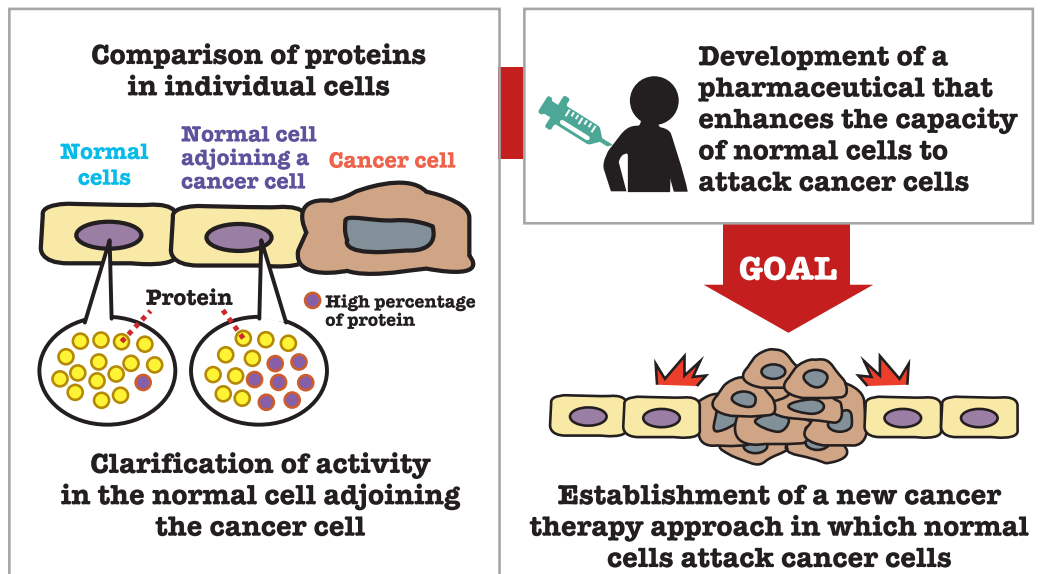 Comparison of proteins
in individual cells
Normal
cells
Normal cell
adjoining a
cancer cell
Cancer cell
Protein
High percentage
of protein
Clarification of activity
in the normal cell adjoining
the cancer cell
Development of a
pharmaceutical that
enhances the capacity
of normal cells to
attack cancer cells
GOAL
Establishment of a new cancer
therapy approach in which normal
cells attack cancer cells